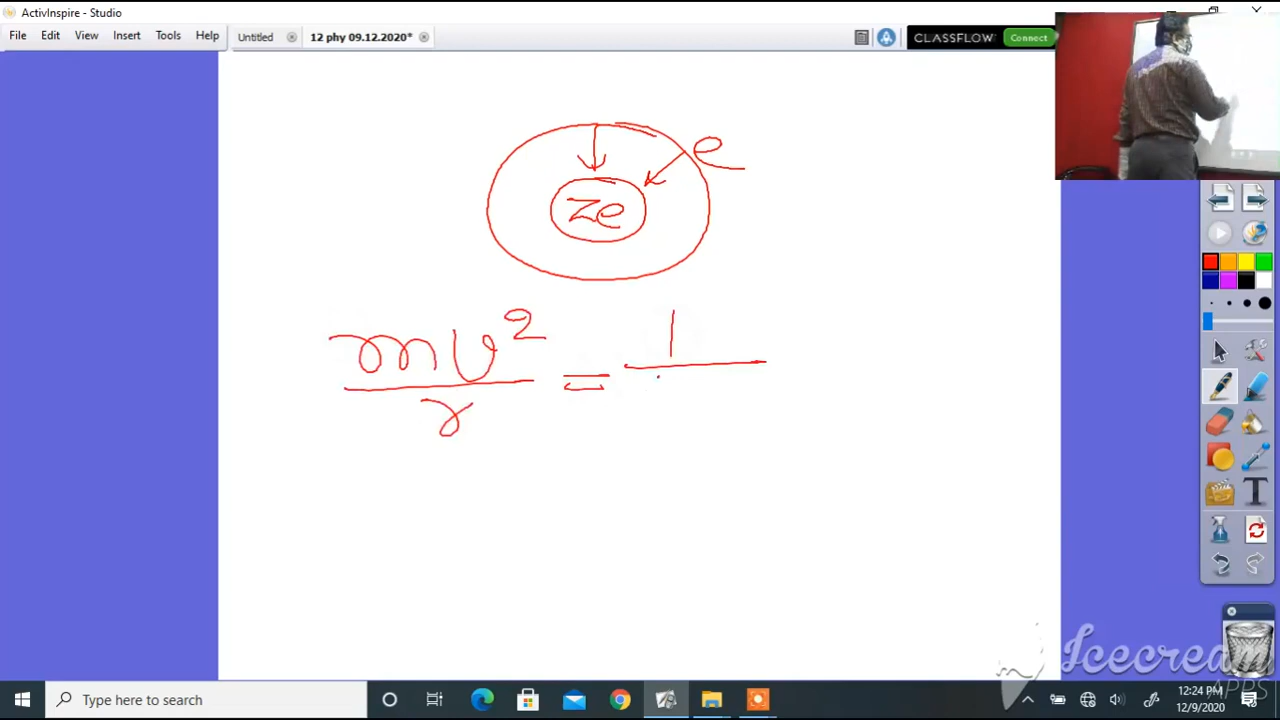 ActivInspire - Studio
File Edit View Insert Tools Help Untitled 12 phy 09.12.2020* CLASSFLOW Connect
e
ze
mv² / r = 1
T
Icecream
APPS
Type here to search
12:24 PM
12/9/2020